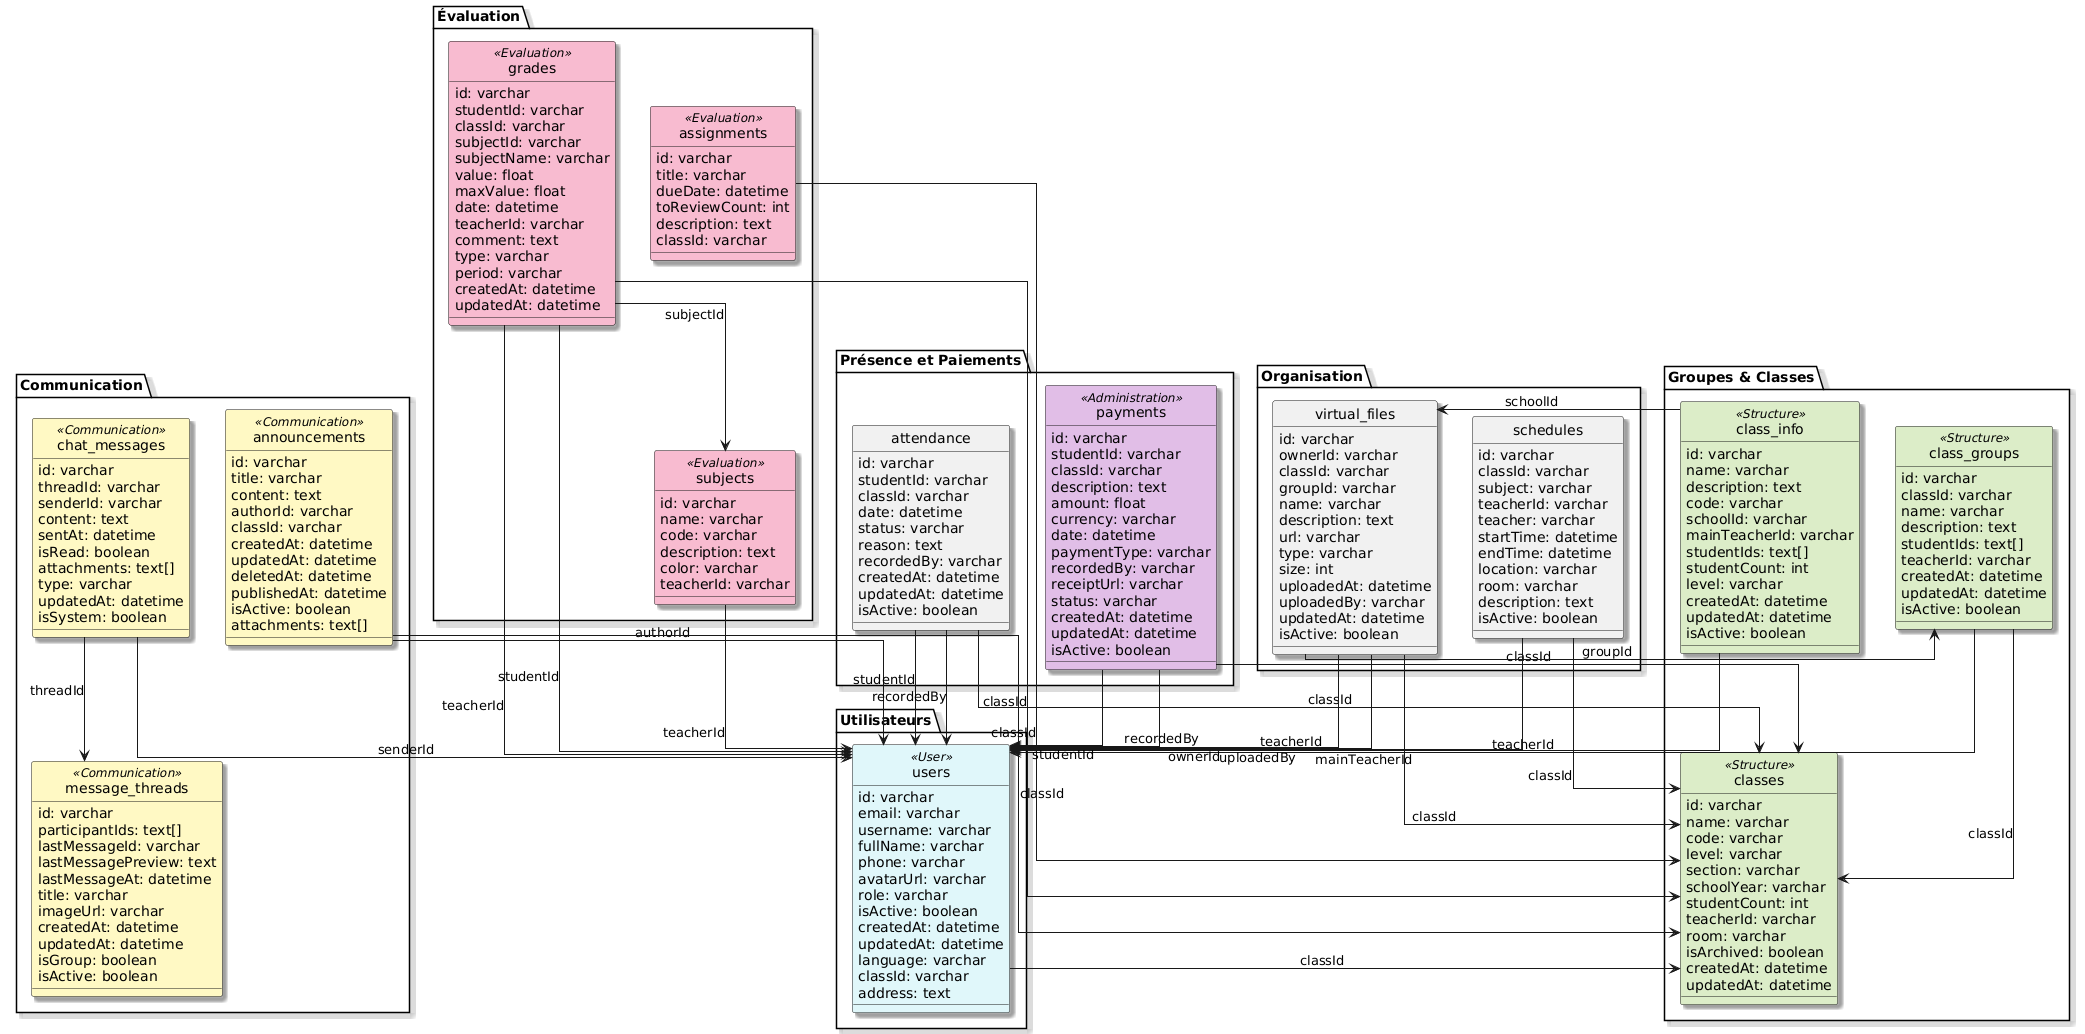 Évaluation
«Evaluation»
grades
id: varchar
studentId: varchar
classId: varchar
subjectId: varchar
subjectName: varchar
value: float
maxValue: float
date: datetime
teacherId: varchar
comment: text
type: varchar
period: varchar
createdAt: datetime
updatedAt: datetime
«Evaluation»
assignments
id: varchar
title: varchar
dueDate: datetime
toReviewCount: int
description: text
classId: varchar
subjectId
«Evaluation»
subjects
id: varchar
name: varchar
code: varchar
description: text
color: varchar
teacherId: varchar
Communication
«Communication»
chat_messages
id: varchar
threadId: varchar
senderId: varchar
content: text
sentAt: datetime
isRead: boolean
attachments: text[]
type: varchar
updatedAt: datetime
isSystem: boolean
«Communication»
announcements
id: varchar
title: varchar
content: text
authorId: varchar
classId: varchar
createdAt: datetime
updatedAt: datetime
deletedAt: datetime
publishedAt: datetime
isActive: boolean
attachments: text[]
threadId
«Communication»
message_threads
id: varchar
participantIds: text[]
lastMessageId: varchar
lastMessagePreview: text
lastMessageAt: datetime
title: varchar
imageUrl: varchar
createdAt: datetime
updatedAt: datetime
isGroup: boolean
isActive: boolean
Présence et Paiements
attendance
id: varchar
studentId: varchar
classId: varchar
date: datetime
status: varchar
reason: text
recordedBy: varchar
createdAt: datetime
updatedAt: datetime
isActive: boolean
«Administration»
payments
id: varchar
studentId: varchar
classId: varchar
description: text
amount: float
currency: varchar
date: datetime
paymentType: varchar
recordedBy: varchar
receiptUrl: varchar
status: varchar
createdAt: datetime
updatedAt: datetime
isActive: boolean
Organisation
virtual_files
id: varchar
ownerId: varchar
classId: varchar
groupId: varchar
name: varchar
description: text
url: varchar
type: varchar
size: int
uploadedAt: datetime
uploadedBy: varchar
updatedAt: datetime
isActive: boolean
schoolId
schedules
id: varchar
classId: varchar
subject: varchar
teacherId: varchar
teacher: varchar
startTime: datetime
endTime: datetime
location: varchar
room: varchar
description: text
isActive: boolean
Groupes & Classes
«Structure»
class_info
id: varchar
name: varchar
description: text
code: varchar
schoolId: varchar
mainTeacherId: varchar
studentIds: text[]
studentCount: int
level: varchar
createdAt: datetime
updatedAt: datetime
isActive: boolean
«Structure»
class_groups
id: varchar
classId: varchar
name: varchar
description: text
studentIds: text[]
teacherId: varchar
createdAt: datetime
updatedAt: datetime
isActive: boolean
authorId
studentId
teacherId
teacherId
senderId
studentId
recordedBy
classId
classId
studentId
classId
recordedBy
ownerId
uploadedBy
teacherId
mainTeacherId
classId
classId
groupId
teacherId
classId
classId
classId
classId
Utilisateurs
«User»
users
id: varchar
email: varchar
username: varchar
fullName: varchar
phone: varchar
avatarUrl: varchar
role: varchar
isActive: boolean
createdAt: datetime
updatedAt: datetime
language: varchar
classId: varchar
address: text
«Structure»
classes
id: varchar
name: varchar
code: varchar
level: varchar
section: varchar
schoolYear: varchar
studentCount: int
teacherId: varchar
room: varchar
isArchived: boolean
createdAt: datetime
updatedAt: datetime